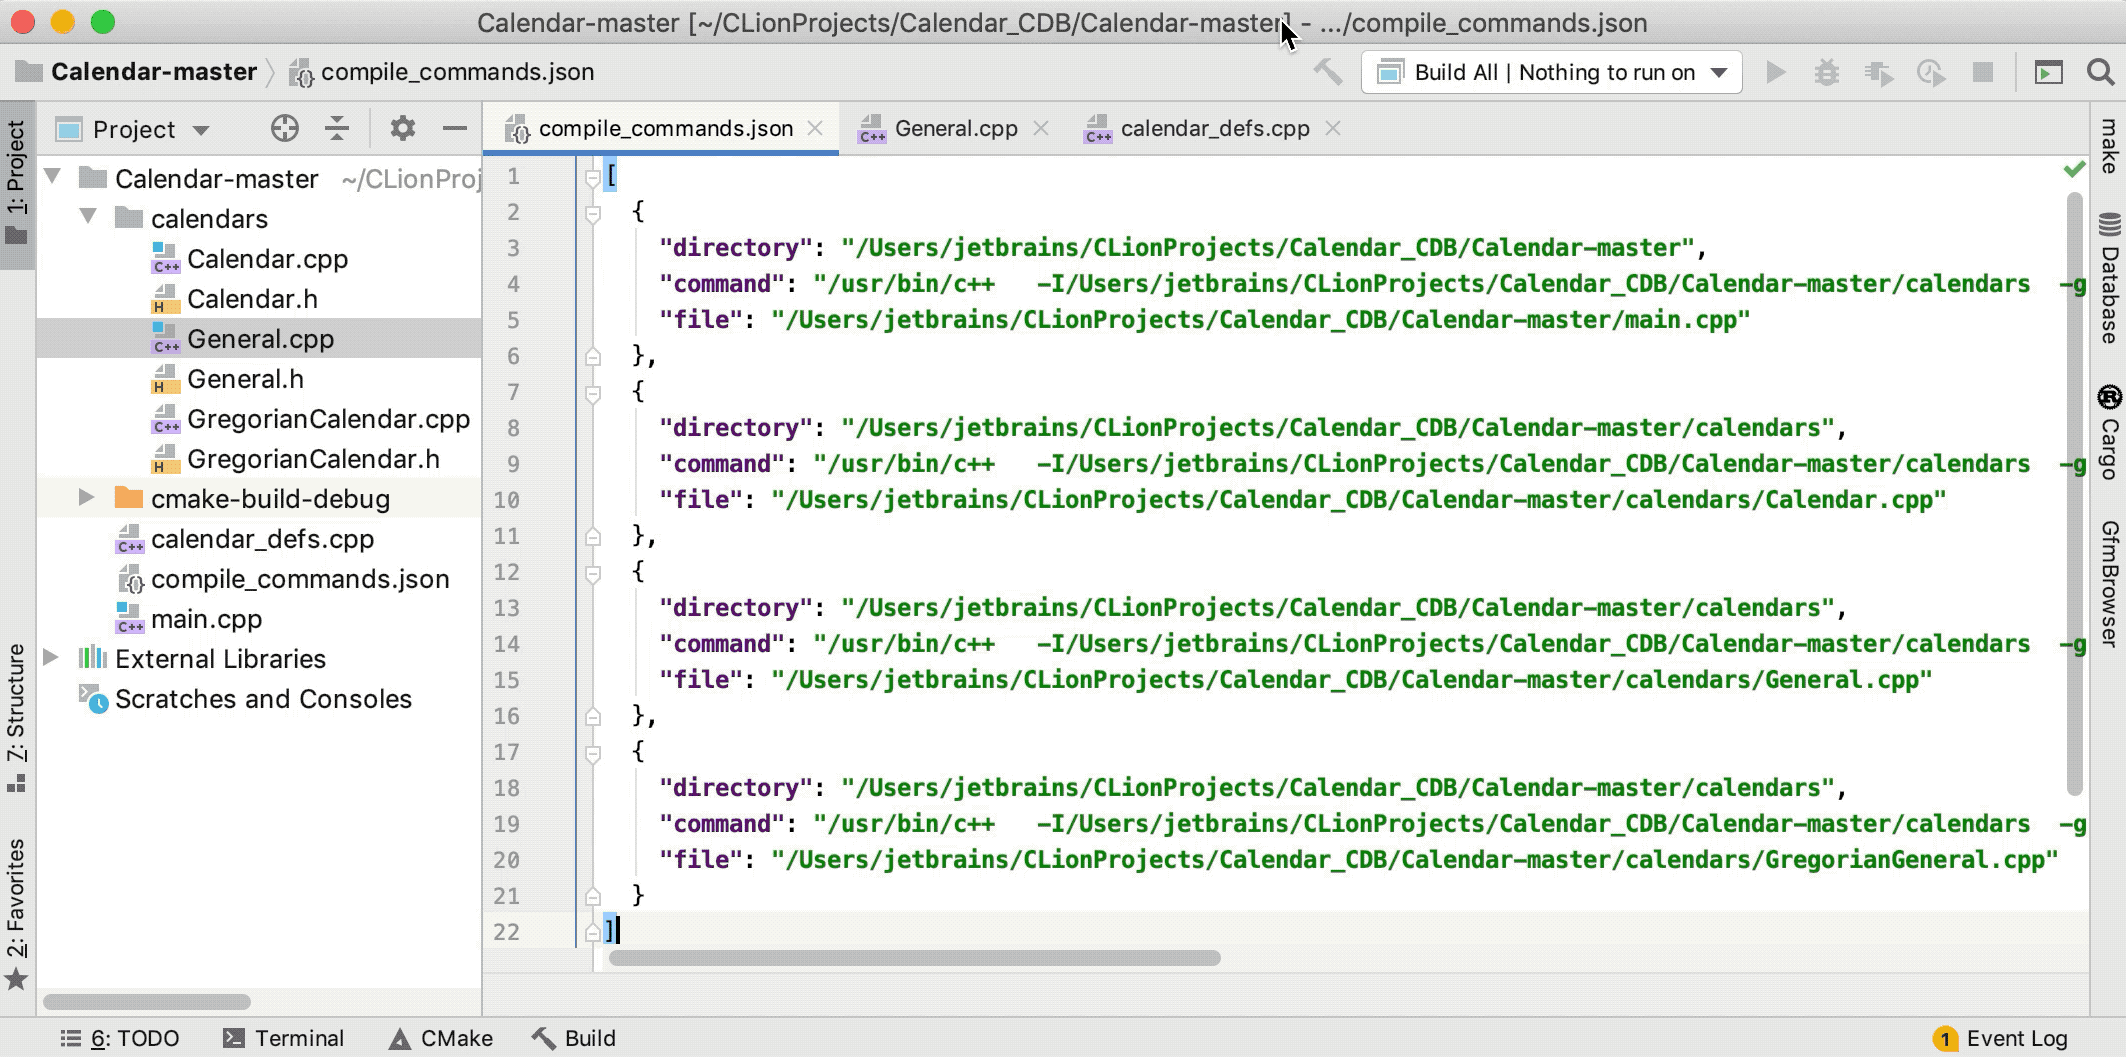 Calendar-master [~/CLionProjects/Calendar_CDB/Calendar-master] - .../compile_commands.json
Calendar-master
compile_commands.json
Build All | Nothing to run on
1: Project
7: Structure
2: Favorites
Project
Calendar-master ~/CLionProj
calendars
Calendar.cpp
Calendar.h
General.cpp
General.h
GregorianCalendar.cpp
GregorianCalendar.h
cmake-build-debug
calendar_defs.cpp
compile_commands.json
main.cpp
External Libraries
Scratches and Consoles
compile_commands.json
General.cpp
calendar_defs.cpp
1 [
2 {
3 "directory": "/Users/jetbrains/CLionProjects/Calendar_CDB/Calendar-master",
4 "command": "/usr/bin/c++   -I/Users/jetbrains/CLionProjects/Calendar_CDB/Calendar-master/calendars  -g
5 "file": "/Users/jetbrains/CLionProjects/Calendar_CDB/Calendar-master/main.cpp"
6 },
7 {
8 "directory": "/Users/jetbrains/CLionProjects/Calendar_CDB/Calendar-master/calendars",
9 "command": "/usr/bin/c++   -I/Users/jetbrains/CLionProjects/Calendar_CDB/Calendar-master/calendars  -g
10 "file": "/Users/jetbrains/CLionProjects/Calendar_CDB/Calendar-master/calendars/Calendar.cpp"
11 },
12 {
13 "directory": "/Users/jetbrains/CLionProjects/Calendar_CDB/Calendar-master/calendars",
14 "command": "/usr/bin/c++   -I/Users/jetbrains/CLionProjects/Calendar_CDB/Calendar-master/calendars  -g
15 "file": "/Users/jetbrains/CLionProjects/Calendar_CDB/Calendar-master/calendars/General.cpp"
16 },
17 {
18 "directory": "/Users/jetbrains/CLionProjects/Calendar_CDB/Calendar-master/calendars",
19 "command": "/usr/bin/c++   -I/Users/jetbrains/CLionProjects/Calendar_CDB/Calendar-master/calendars  -g
20 "file": "/Users/jetbrains/CLionProjects/Calendar_CDB/Calendar-master/calendars/GregorianGeneral.cpp"
21 }
22 ]
make
Database
Cargo
GfmBrowser
6: TODO
Terminal
CMake
Build
1 Event Log